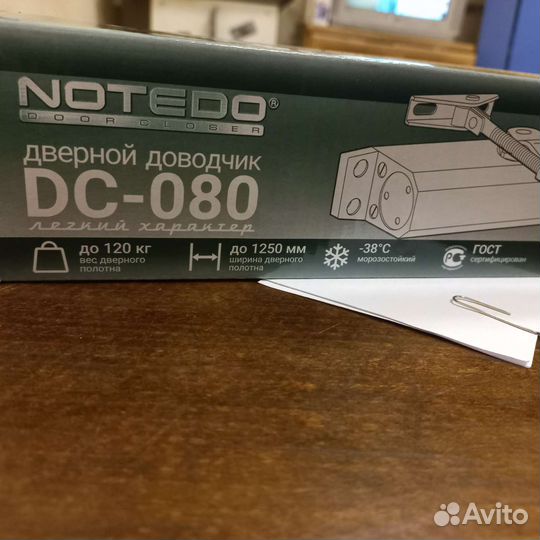 NOTEDO®
DOOR CLOSER
дверной доводчик
DC-080
легкий характер
до 120 кг
вес дверного
полотна
до 1250 мм
ширина дверного
полотна
-38°C
морозостойкий
ГОСТ
сертифицирован
Avito